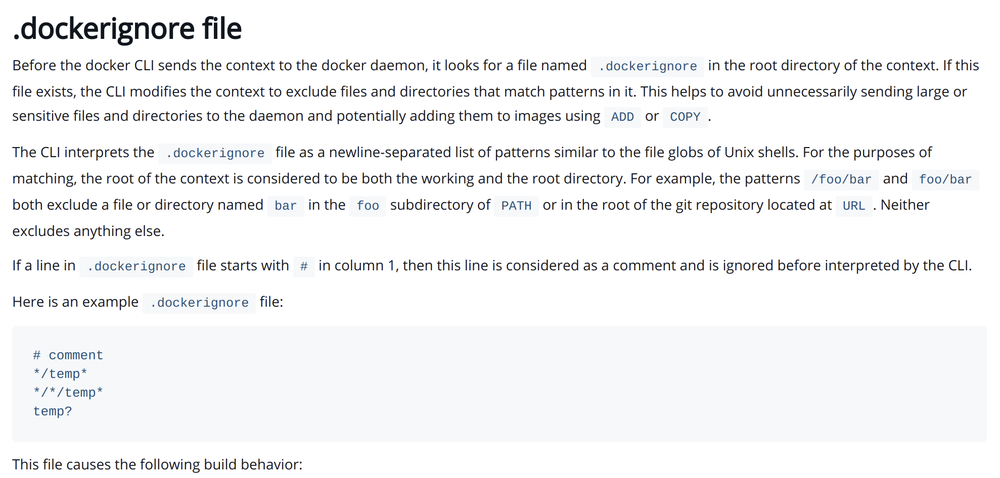 .dockerignore file
Before the docker CLI sends the context to the docker daemon, it looks for a file named .dockerignore in the root directory of the context. If this
file exists, the CLI modifies the context to exclude files and directories that match patterns in it. This helps to avoid unnecessarily sending large or
sensitive files and directories to the daemon and potentially adding them to images using ADD or COPY .
The CLI interprets the .dockerignore file as a newline-separated list of patterns similar to the file globs of Unix shells. For the purposes of
matching, the root of the context is considered to be both the working and the root directory. For example, the patterns /foo/bar and foo/bar
both exclude a file or directory named bar in the foo subdirectory of PATH or in the root of the git repository located at URL . Neither
excludes anything else.
If a line in .dockerignore file starts with # in column 1, then this line is considered as a comment and is ignored before interpreted by the CLI.
Here is an example .dockerignore file:
# comment
*/temp*
*/*/temp*
temp?
This file causes the following build behavior: